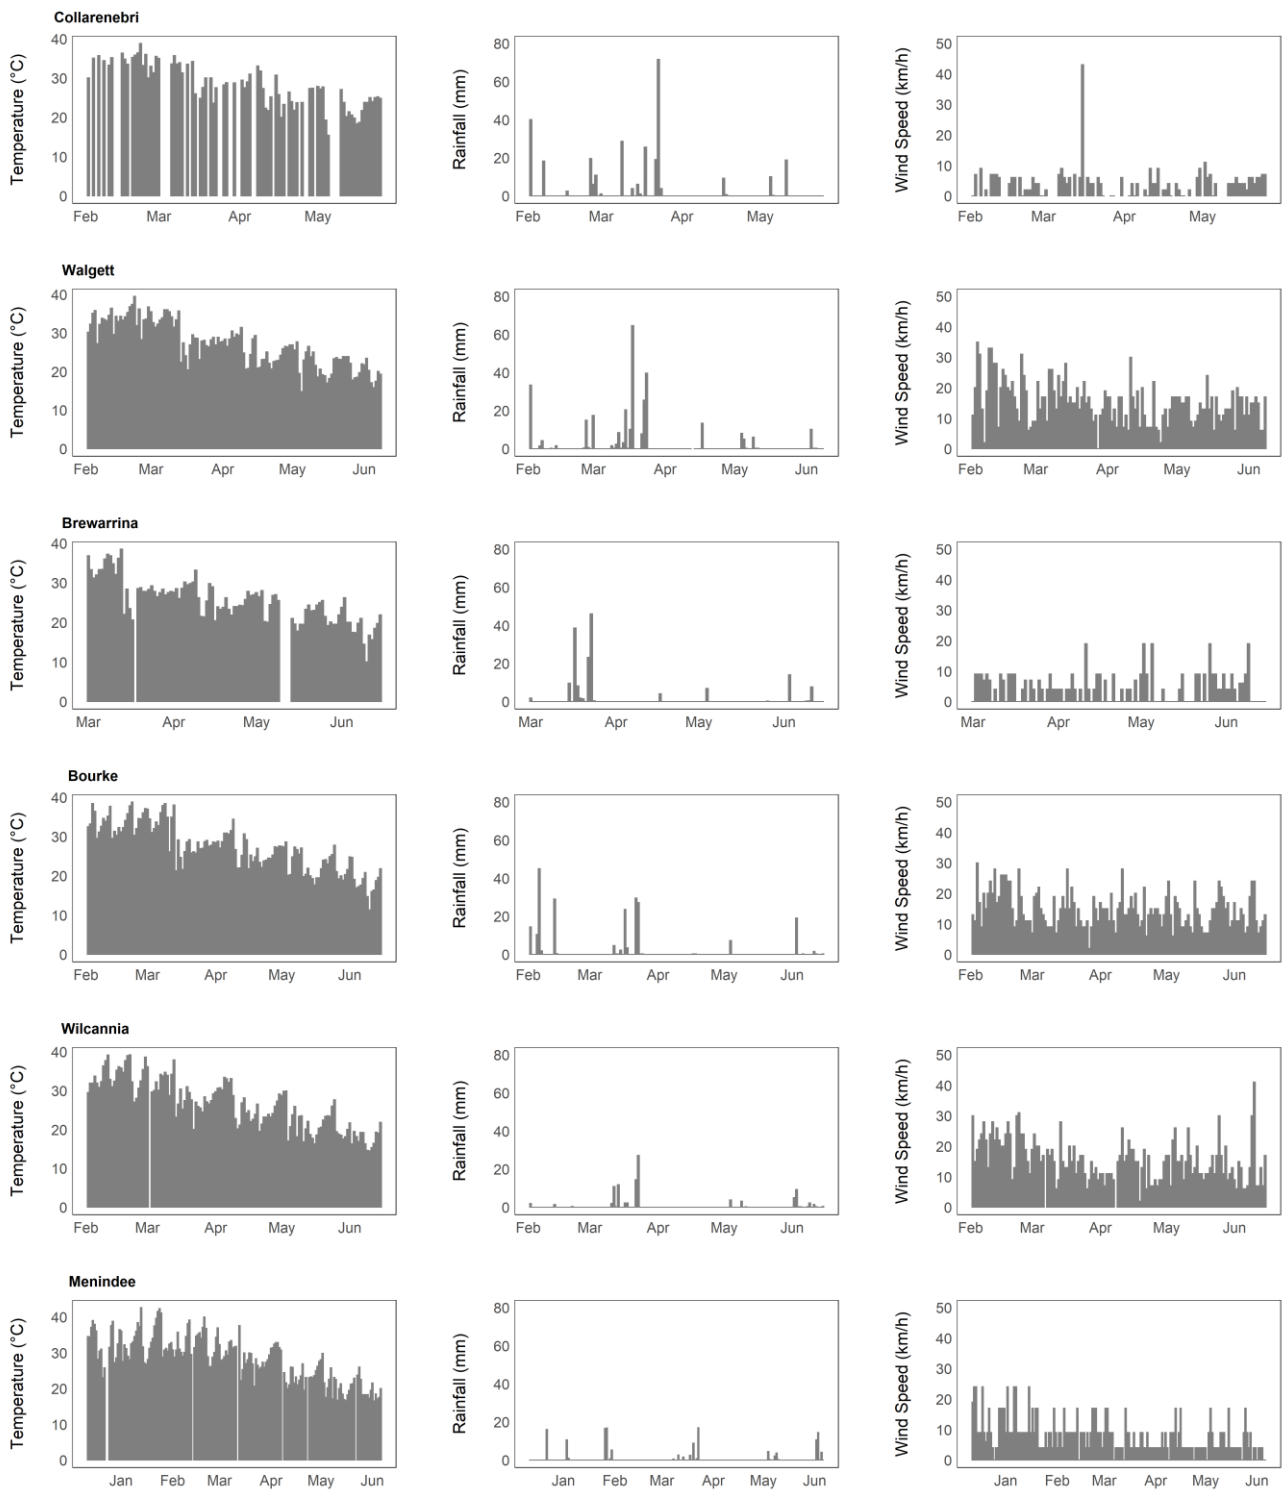 Collarenebri
Temperature (°C)
40
30
20
10
0
Feb Mar Apr May
Rainfall (mm)
80
60
40
20
0
Feb Mar Apr May
Wind Speed (km/h)
50
40
30
20
10
0
Feb Mar Apr May
Walgett
Temperature (°C)
40
30
20
10
0
Feb Mar Apr May Jun
Rainfall (mm)
80
60
40
20
0
Feb Mar Apr May Jun
Wind Speed (km/h)
50
40
30
20
10
0
Feb Mar Apr May Jun
Brewarrina
Temperature (°C)
40
30
20
10
0
Mar Apr May Jun
Rainfall (mm)
80
60
40
20
0
Mar Apr May Jun
Wind Speed (km/h)
50
40
30
20
10
0
Mar Apr May Jun
Bourke
Temperature (°C)
40
30
20
10
0
Feb Mar Apr May Jun
Rainfall (mm)
80
60
40
20
0
Feb Mar Apr May Jun
Wind Speed (km/h)
50
40
30
20
10
0
Feb Mar Apr May Jun
Wilcannia
Temperature (°C)
40
30
20
10
0
Feb Mar Apr May Jun
Rainfall (mm)
80
60
40
20
0
Feb Mar Apr May Jun
Wind Speed (km/h)
50
40
30
20
10
0
Feb Mar Apr May Jun
Menindee
Temperature (°C)
40
30
20
10
0
Jan Feb Mar Apr May Jun
Rainfall (mm)
80
60
40
20
0
Jan Feb Mar Apr May Jun
Wind Speed (km/h)
50
40
30
20
10
0
Jan Feb Mar Apr May Jun